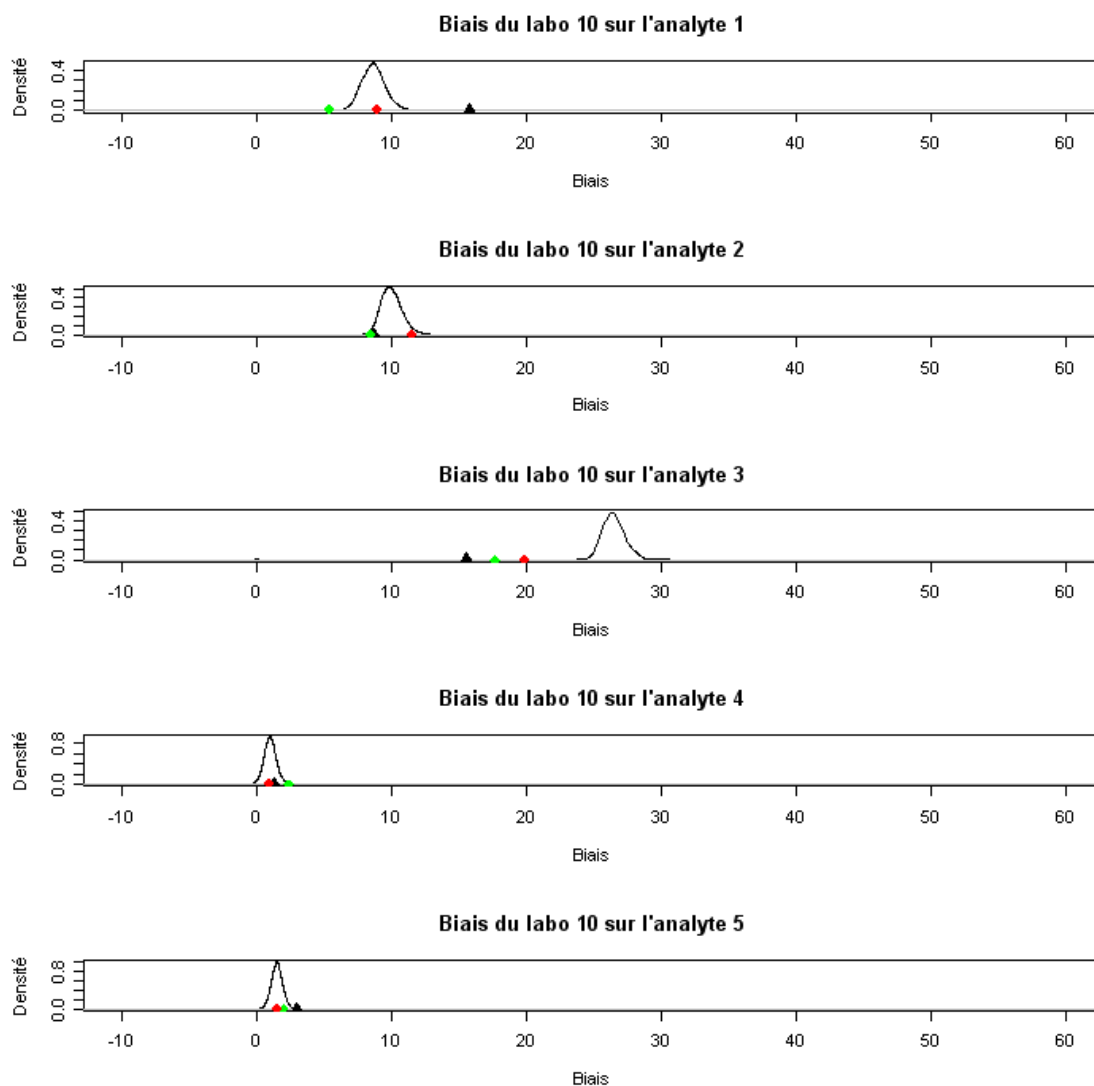 Biais du labo 10 sur l'analyte 1
Densité
0.4
0.0
-10 0 10 20 30 40 50 60
Biais
Biais du labo 10 sur l'analyte 2
Densité
0.4
0.0
-10 0 10 20 30 40 50 60
Biais
Biais du labo 10 sur l'analyte 3
Densité
0.4
0.0
-10 0 10 20 30 40 50 60
Biais
Biais du labo 10 sur l'analyte 4
Densité
0.8
0.0
-10 0 10 20 30 40 50 60
Biais
Biais du labo 10 sur l'analyte 5
Densité
0.8
0.0
-10 0 10 20 30 40 50 60
Biais